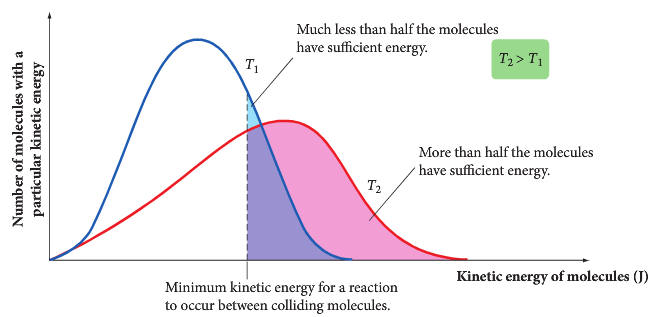 Much less than half the molecules
have sufficient energy.
T₂ > T₁
T₁
Number of molecules with a
particular kinetic energy
More than half the molecules
have sufficient energy.
T₂
Kinetic energy of molecules (J)
Minimum kinetic energy for a reaction
to occur between colliding molecules.